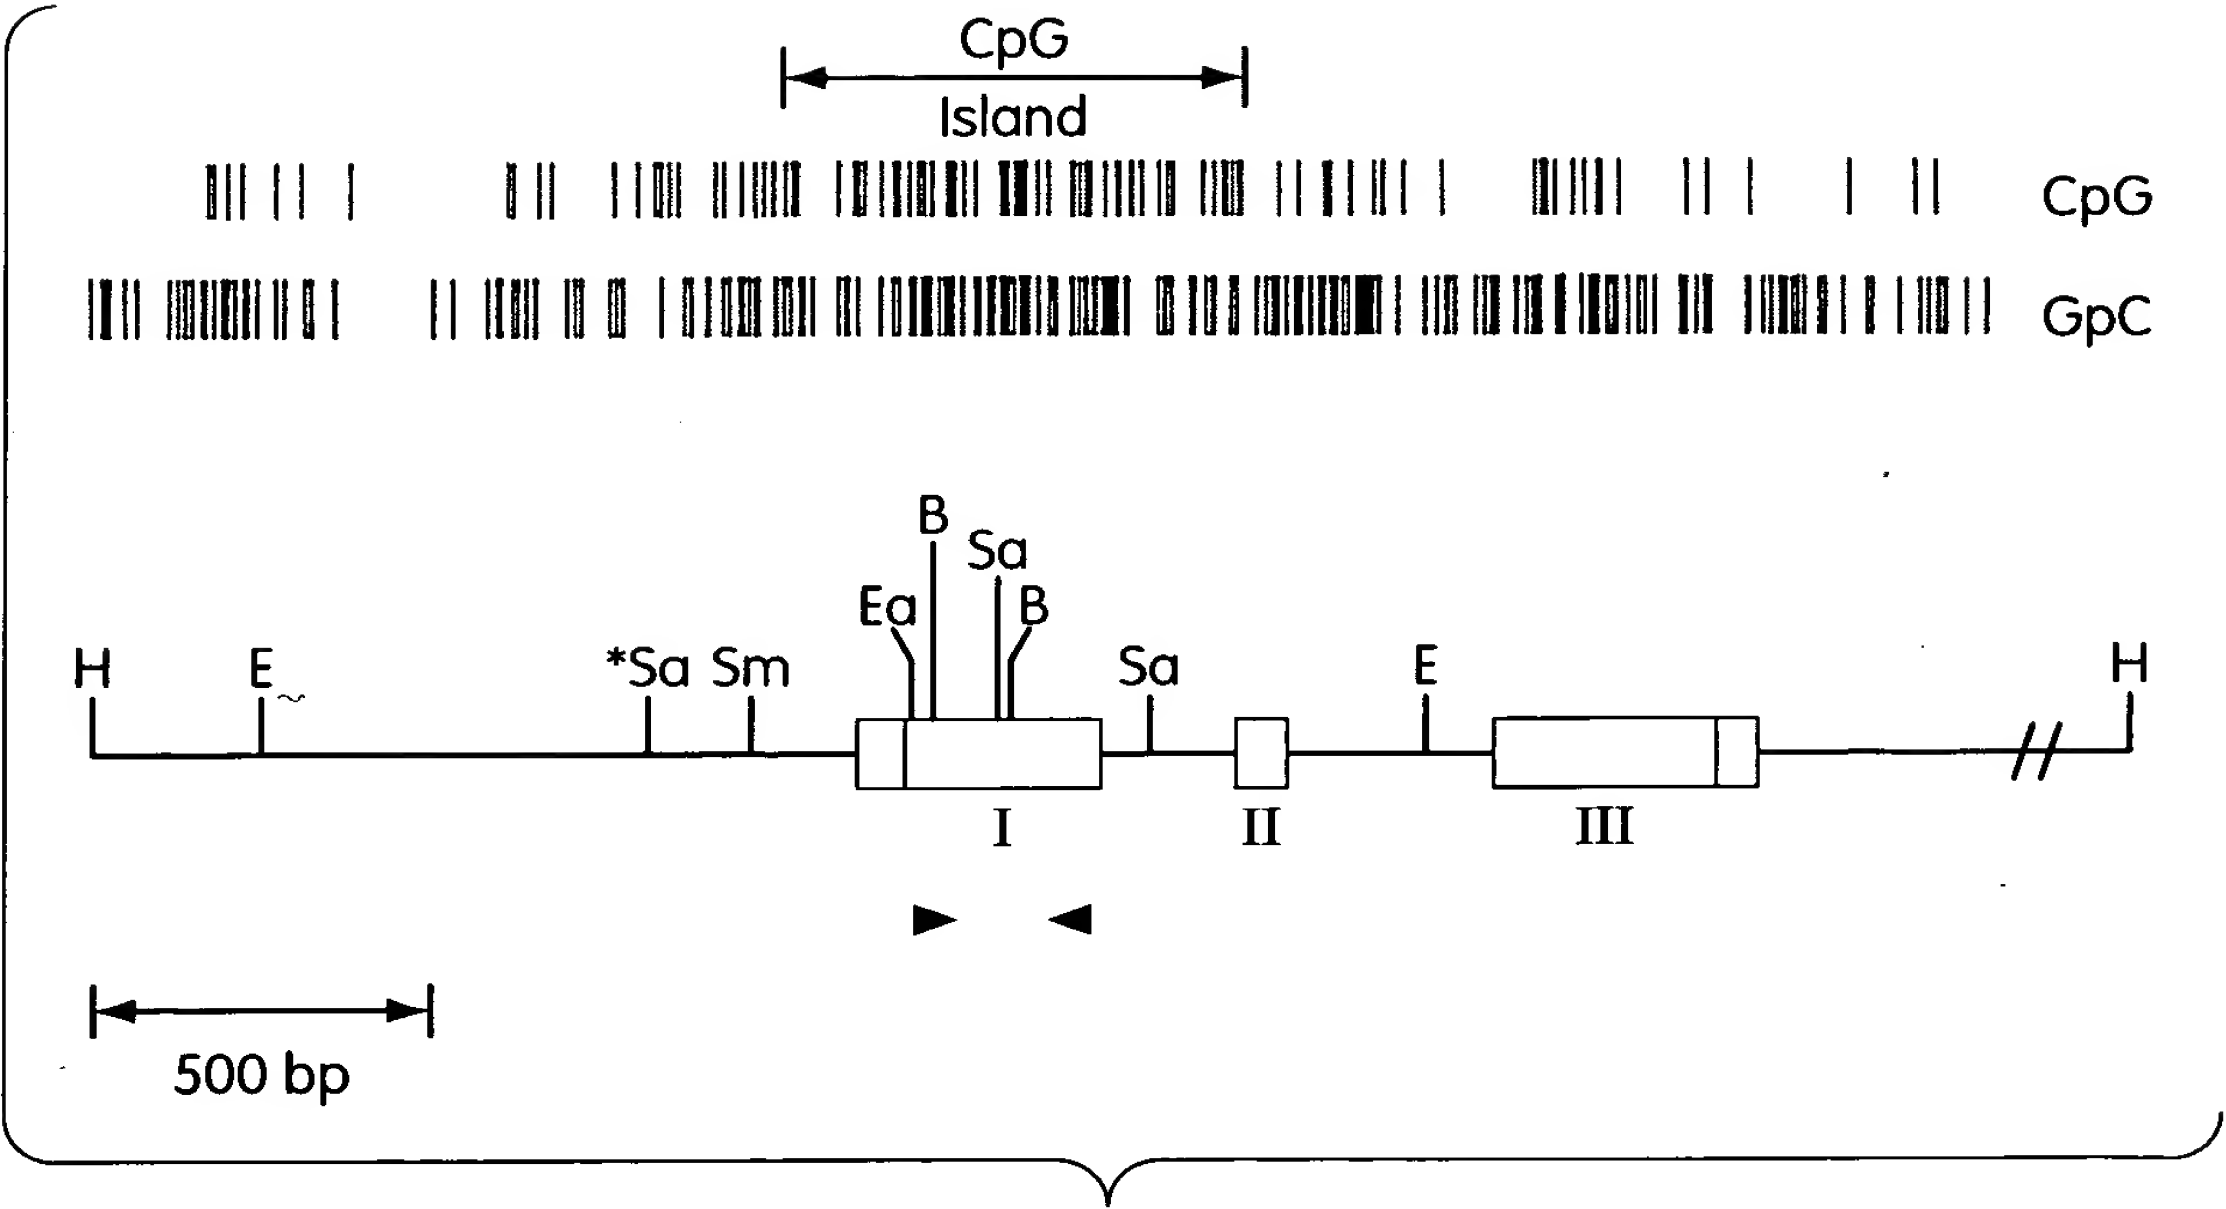 CpG
Island
CpG
GpC
B
Sa
Ea B
H E *Sa Sm Sa E H
I II III
500 bp